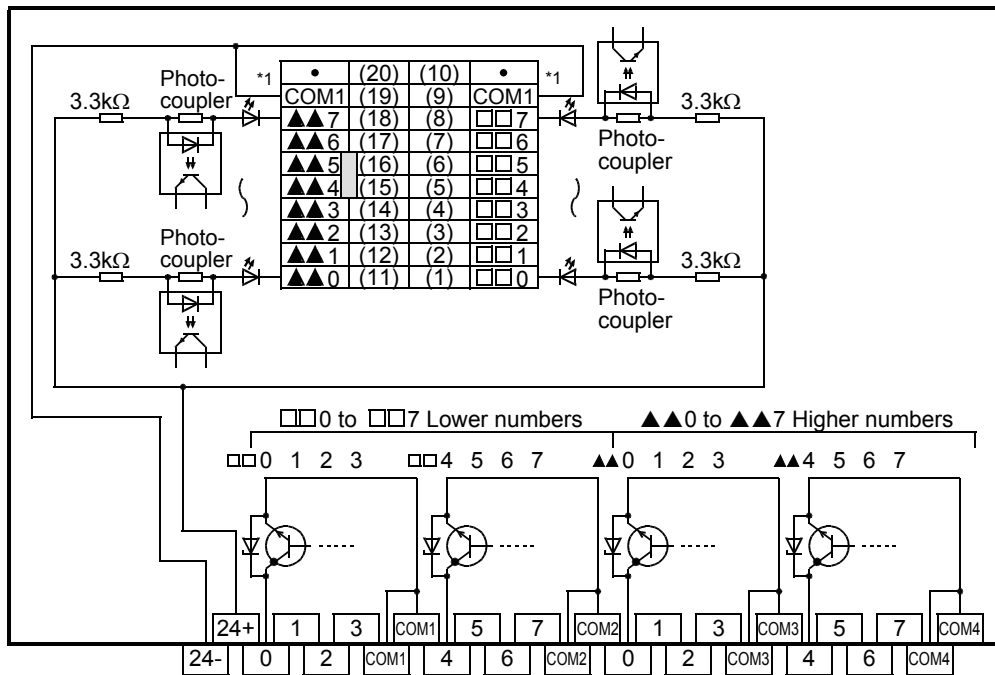 Photo-
coupler
3.3kΩ
*1
• (20) (10) •
*1
COM1 (19) (9) COM1
▲▲7 (18) (8) □□7
▲▲6 (17) (7) □□6
▲▲5 (16) (6) □□5
▲▲4 (15) (5) □□4
▲▲3 (14) (4) □□3
▲▲2 (13) (3) □□2
▲▲1 (12) (2) □□1
▲▲0 (11) (1) □□0
Photo-
coupler
3.3kΩ
Photo-
coupler
3.3kΩ
Photo-
coupler
3.3kΩ
□□0 to □□7 Lower numbers ▲▲0 to ▲▲7 Higher numbers
□□0 1 2 3 □□4 5 6 7 ▲▲0 1 2 3 ▲▲4 5 6 7
24+ 1 3 COM1 5 7 COM2 1 3 COM3 5 7 COM4
24- 0 2 COM1 4 6 COM2 0 2 COM3 4 6 COM4